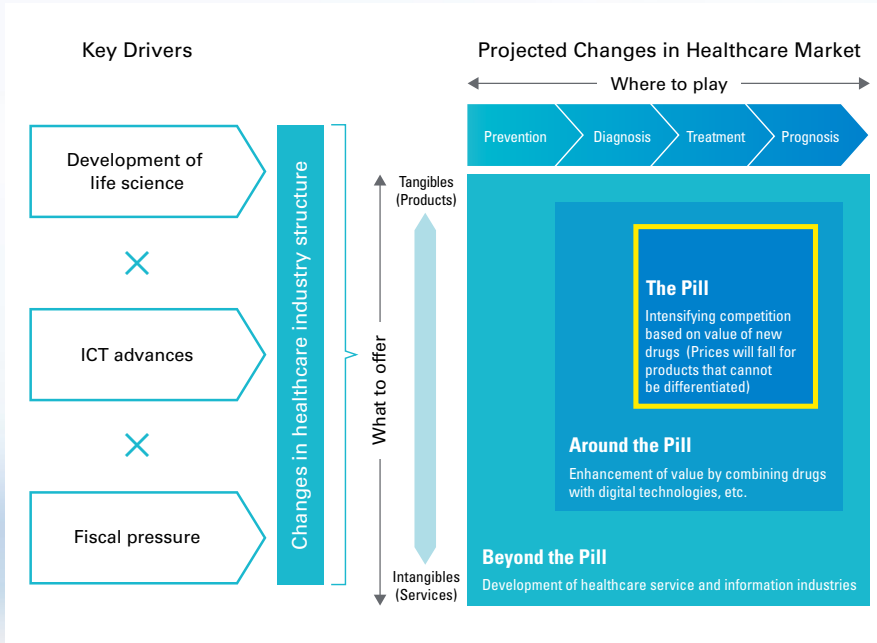 Key Drivers
Development of
life science
×
ICT advances
×
Fiscal pressure
Changes in healthcare industry structure
Projected Changes in Healthcare Market
Where to play
Prevention
Diagnosis
Treatment
Prognosis
What to offer
Tangibles
(Products)
Intangibles
(Services)
The Pill
Intensifying competition
based on value of new
drugs (Prices will fall for
products that cannot
be differentiated)
Around the Pill
Enhancement of value by combining drugs
with digital technologies, etc.
Beyond the Pill
Development of healthcare service and information industries